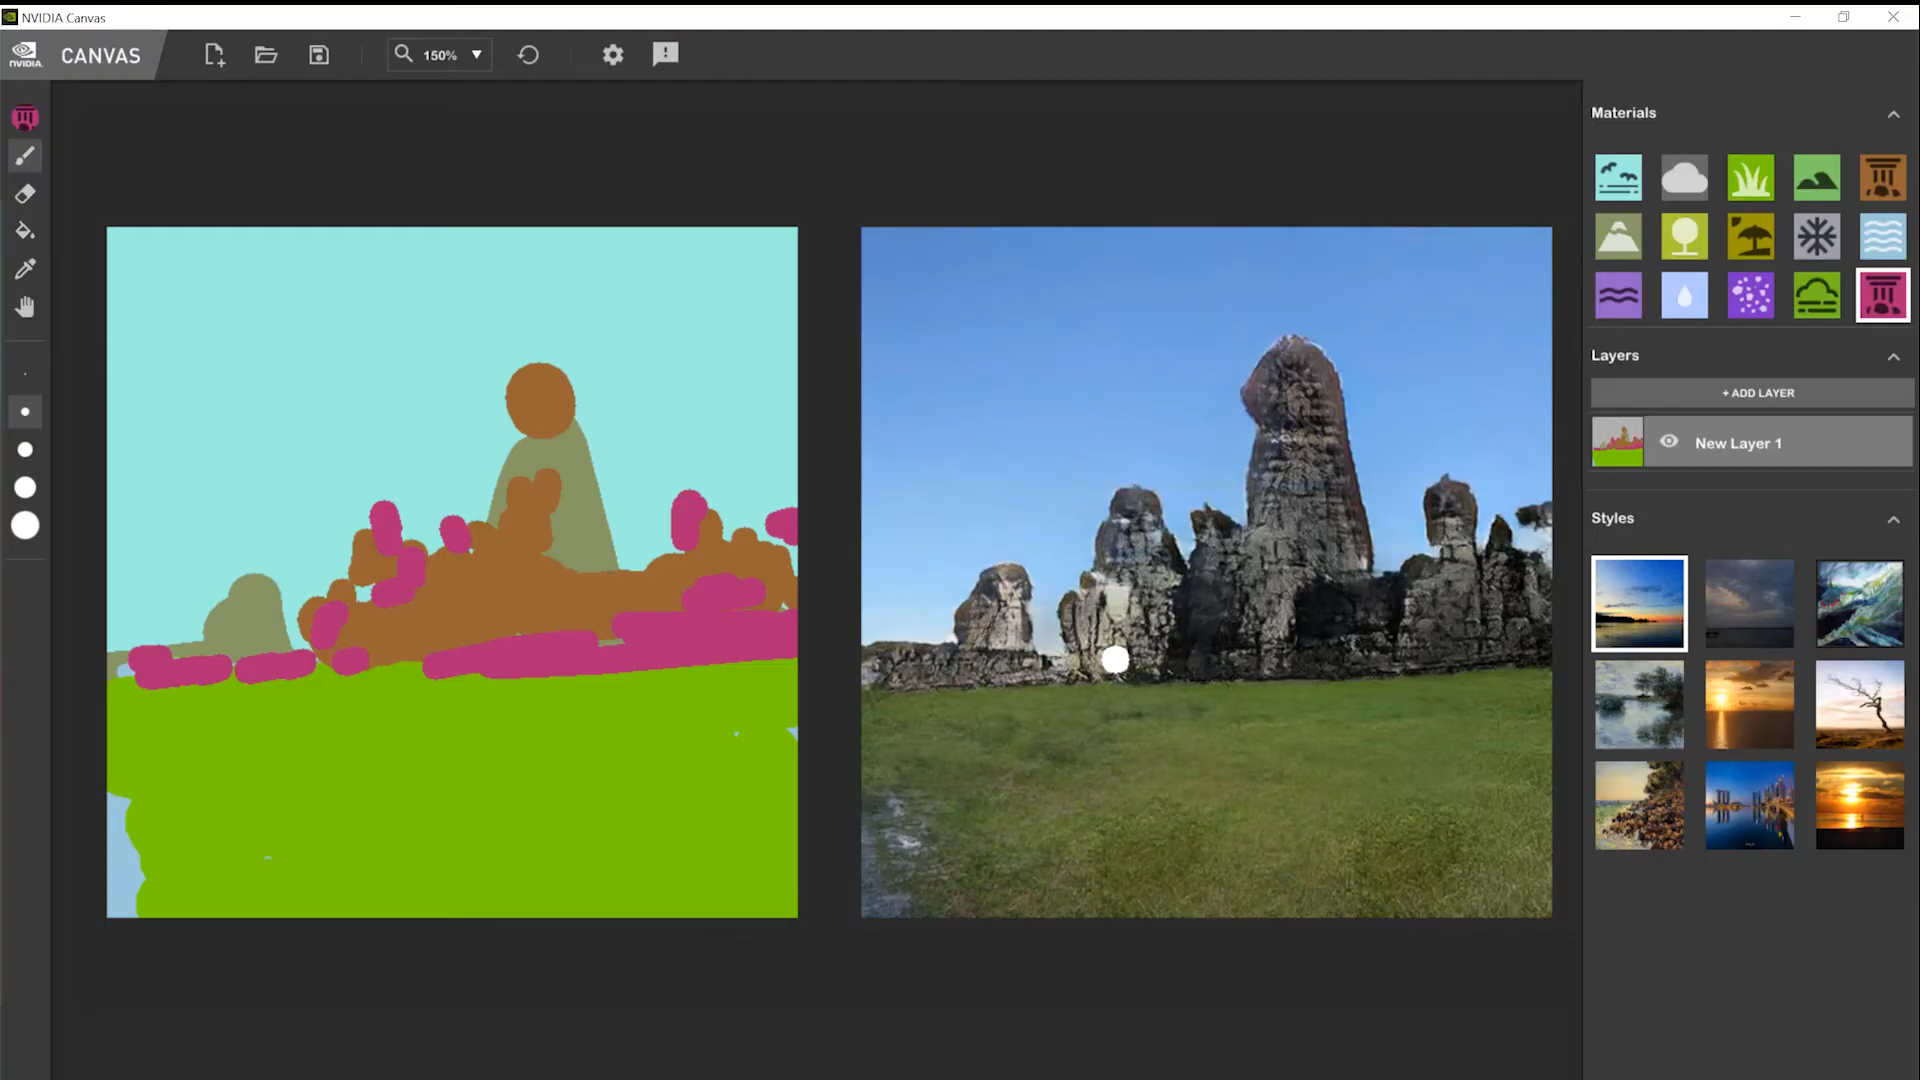 NVIDIA Canvas
NVIDIA. CANVAS
150%
Materials
Layers
+ ADD LAYER
New Layer 1
Styles